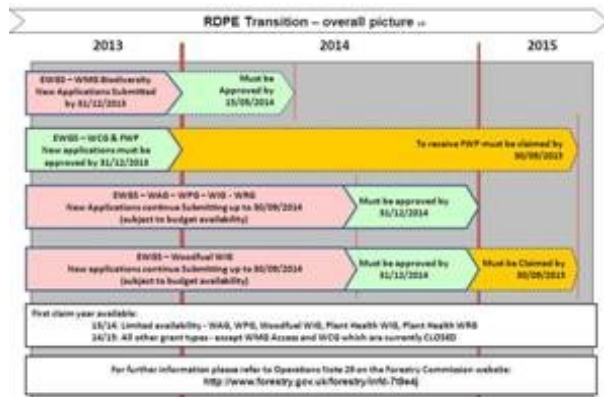 RDPE Transition – overall picture
2013
2014
2015
EWGS – WMG Biodiversity
New Applications Submitted
by 31/12/2013
Must be
Approved by
15/05/2014
EWGS – WCG & FWP
New applications must be
approved by 31/12/2013
To receive FWP must be claimed by
30/09/2015
EWGS – WAG – WPG – WIG - WRG
New Applications continue Submitting up to 30/09/2014
(subject to budget availability)
Must be approved by
31/12/2014
EWGS – Woodfuel WIG
New applications continue Submitting up to 30/09/2014
(subject to budget availability)
Must be approved by
31/12/2014
Must be Claimed by
30/09/2015
First claim year available:
13/14: Limited availability - WAG, WPG, Woodfuel WIG, Plant Health WIG, Plant Health WRG
14/15: All other grant types - except WMG Access and WCG which are currently CLOSED
For further information please refer to Operations Note 29 on the Forestry Commission website:
http://www.forestry.gov.uk/forestry/infd-7t9e4j